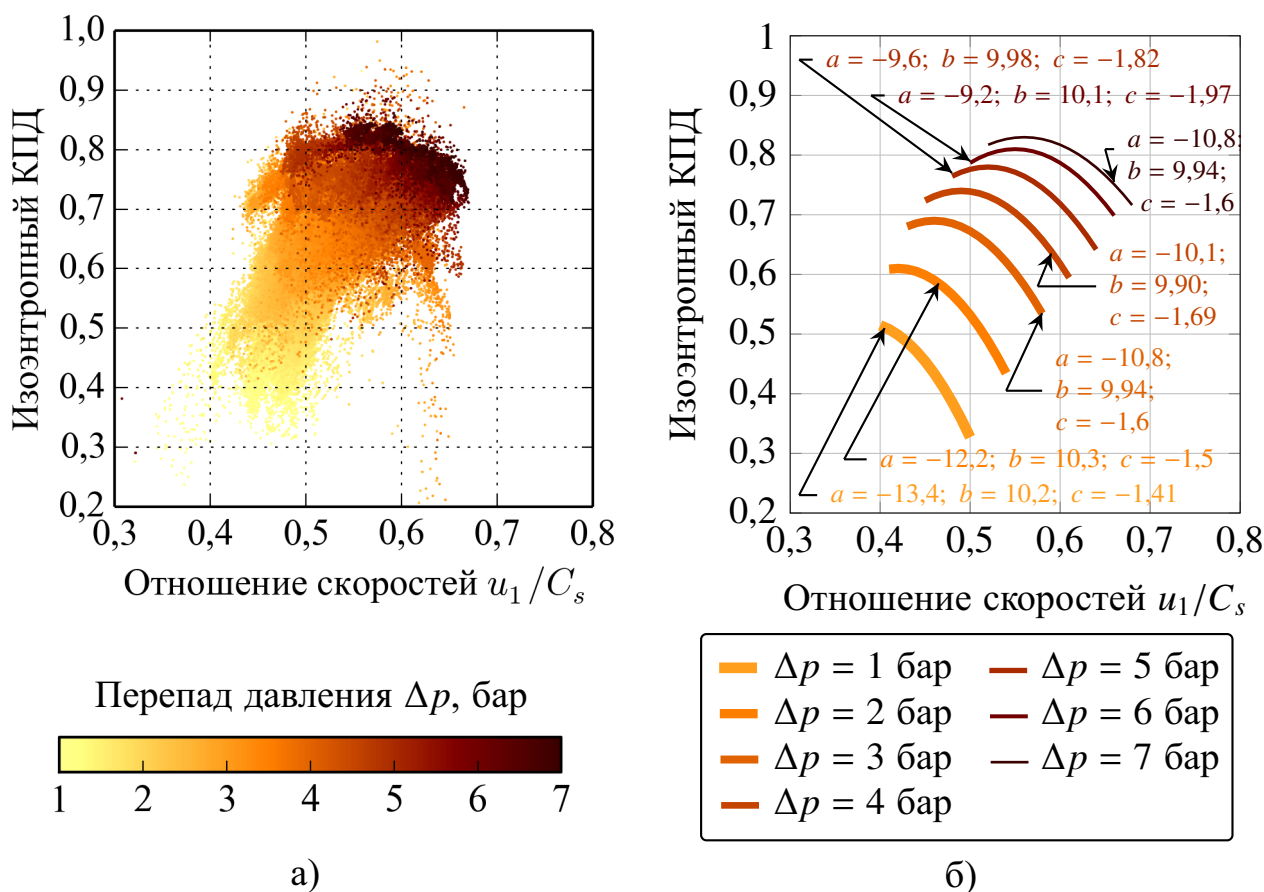 1,0
0,9
0,8
0,7
0,6
0,5
0,4
0,3
0,2
Изоэнтропный КПД
0,3 0,4 0,5 0,6 0,7 0,8
Отношение скоростей u₁/Cₛ
Перепад давления Δp, бар
1 2 3 4 5 6 7
а)
1
0,9
0,8
0,7
0,6
0,5
0,4
0,3
0,2
Изоэнтропный КПД
a = −9,6; b = 9,98; c = −1,82
a = −9,2; b = 10,1; c = −1,97
a = −10,8;
b = 9,94;
c = −1,6
a = −10,1;
b = 9,90;
c = −1,69
a = −10,8;
b = 9,94;
c = −1,6
a = −12,2; b = 10,3; c = −1,5
a = −13,4; b = 10,2; c = −1,41
0,3 0,4 0,5 0,6 0,7 0,8
Отношение скоростей u₁/Cₛ
Δp = 1 бар Δp = 5 бар
Δp = 2 бар Δp = 6 бар
Δp = 3 бар Δp = 7 бар
Δp = 4 бар
б)